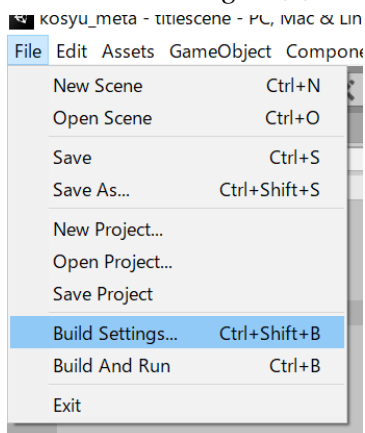 kosyu_meta - titlescene - PC, Mac & Lin
File Edit Assets GameObject Compone
New Scene Ctrl+N
Open Scene Ctrl+O
Save Ctrl+S
Save As... Ctrl+Shift+S
New Project...
Open Project...
Save Project
Build Settings... Ctrl+Shift+B
Build And Run Ctrl+B
Exit